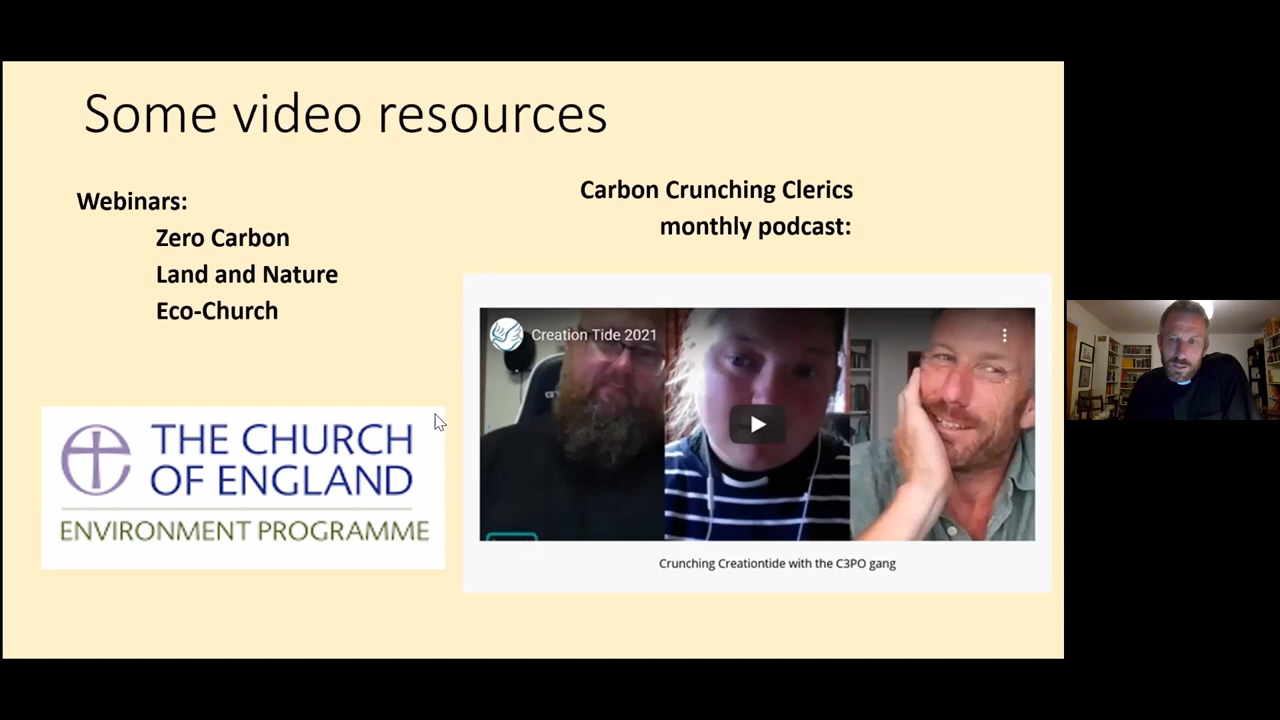 Some video resources
Webinars:
Zero Carbon
Land and Nature
Eco-Church
Carbon Crunching Clerics
monthly podcast:
Creation Tide 2021
THE CHURCH
OF ENGLAND
ENVIRONMENT PROGRAMME
Crunching Creationtide with the C3PO gang